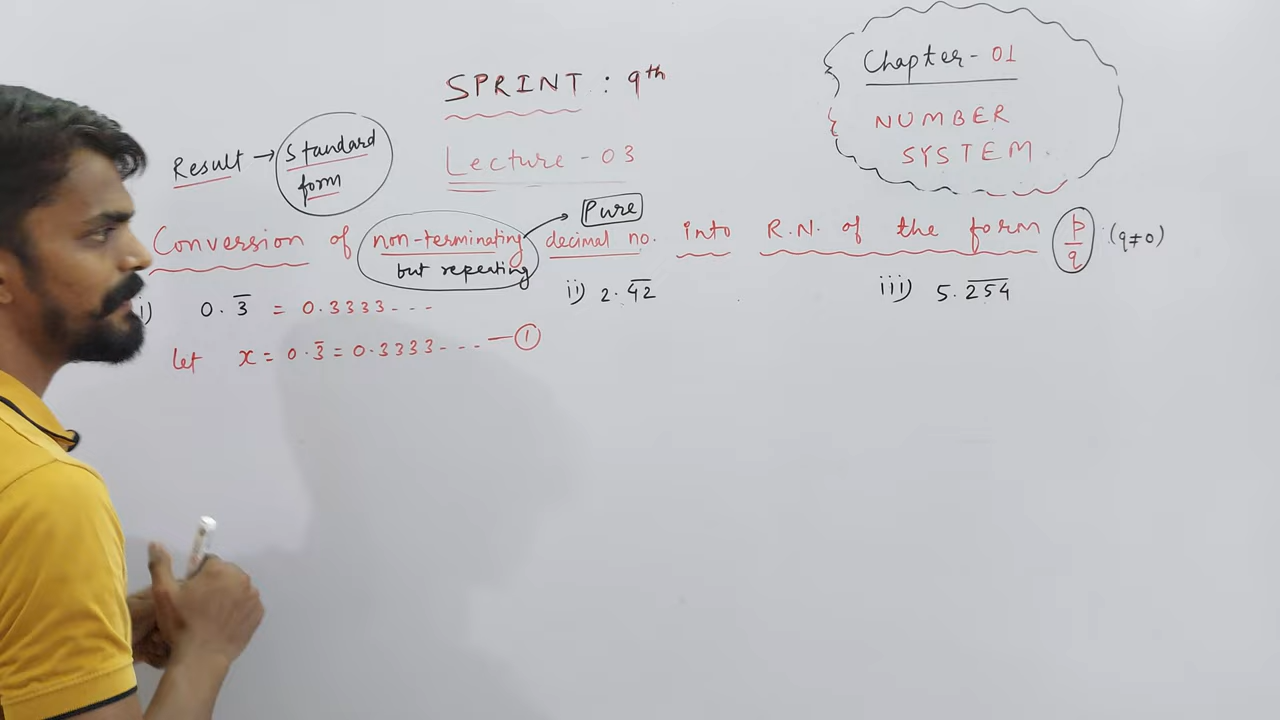 SPRINT : 9th
Chapter - 01
NUMBER
SYSTEM.
Lecture - 03
Result → Standard
form
Pure
Conversion of non-terminating decimal no. into R.N. of the form p/q (q≠0)
but repeating
i) 0.3̅ = 0.3333---
ii) 2.4̅2̅
iii) 5.2̅5̅4̅
let x = 0.3̅ = 0.3333--- — ①